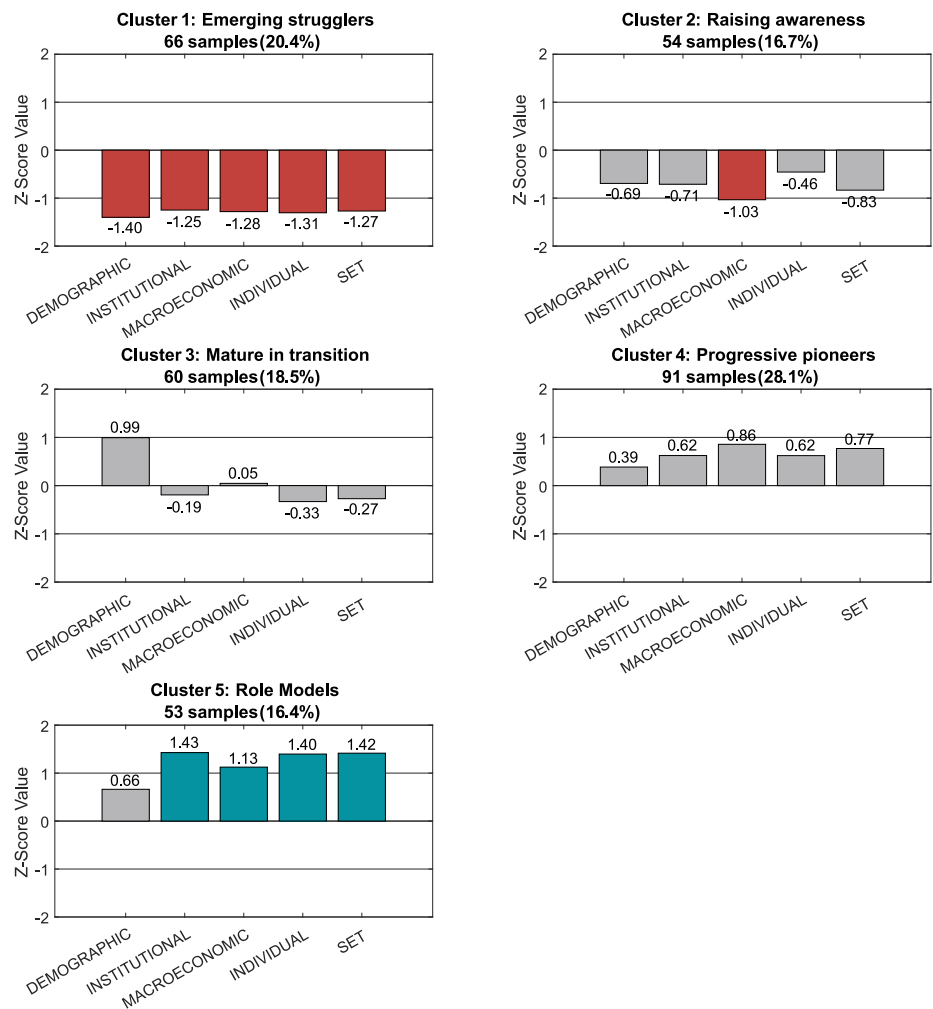 Cluster 1: Emerging strugglers
66 samples(20.4%)
2
1
0
-1
-2
Z-Score Value
-1.40
-1.25
-1.28
-1.31
-1.27
DEMOGRAPHIC
INSTITUTIONAL
MACROECONOMIC
INDIVIDUAL
SET
Cluster 2: Raising awareness
54 samples(16.7%)
2
1
0
-1
-2
Z-Score Value
-0.69
-0.71
-1.03
-0.46
-0.83
DEMOGRAPHIC
INSTITUTIONAL
MACROECONOMIC
INDIVIDUAL
SET
Cluster 3: Mature in transition
60 samples(18.5%)
2
1
0
-1
-2
Z-Score Value
0.99
-0.19
0.05
-0.33
-0.27
DEMOGRAPHIC
INSTITUTIONAL
MACROECONOMIC
INDIVIDUAL
SET
Cluster 4: Progressive pioneers
91 samples(28.1%)
2
1
0
-1
-2
Z-Score Value
0.39
0.62
0.86
0.62
0.77
DEMOGRAPHIC
INSTITUTIONAL
MACROECONOMIC
INDIVIDUAL
SET
Cluster 5: Role Models
53 samples(16.4%)
2
1
0
-1
-2
Z-Score Value
0.66
1.43
1.13
1.40
1.42
DEMOGRAPHIC
INSTITUTIONAL
MACROECONOMIC
INDIVIDUAL
SET